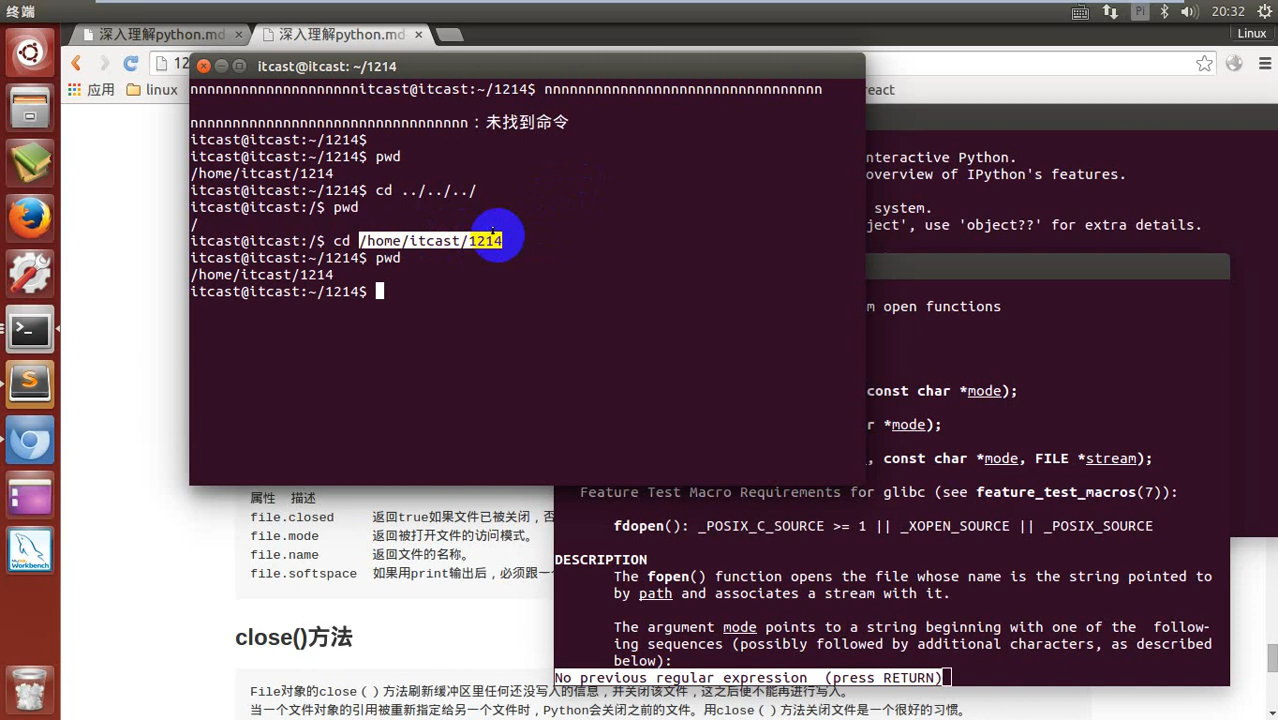 终端
Pi
20:32
深入理解python.md
×
深入理解python.md
×
Linux
12
应用
linux
eact
itcast@itcast: ~/1214
nnnnnnnnnnnnnnnnnnnnitcast@itcast:~/1214$ nnnnnnnnnnnnnnnnnnnnnnnnnnnnnnnnn
nnnnnnnnnnnnnnnnnnnnnnnnnnnnnnnnn：未找到命令
itcast@itcast:~/1214$
itcast@itcast:~/1214$ pwd
/home/itcast/1214
itcast@itcast:~/1214$ cd ../../../
itcast@itcast:/$ pwd
/
itcast@itcast:/$ cd /home/itcast/1214
itcast@itcast:~/1214$ pwd
/home/itcast/1214
itcast@itcast:~/1214$
nteractive Python.
overview of IPython's features.
system.
ject', use 'object??' for extra details.
m open functions
const char *mode);
r *mode);
, const char *mode, FILE *stream);
Feature Test Macro Requirements for glibc (see feature_test_macros(7)):
fdopen(): _POSIX_C_SOURCE >= 1 || _XOPEN_SOURCE || _POSIX_SOURCE
DESCRIPTION
The fopen() function opens the file whose name is the string pointed to
by path and associates a stream with it.
The argument mode points to a string beginning with one of the follow-
ing sequences (possibly followed by additional characters, as described
below):
No previous regular expression (press RETURN)
属性 描述
file.closed 返回true如果文件已被关闭，否
file.mode 返回被打开文件的访问模式。
file.name 返回文件的名称。
file.softspace 如果用print输出后，必须跟一
close()方法
File对象的close（）方法刷新缓冲区里任何还没写入的信息，并关闭该文件，这之后便不能再进行写入。
当一个文件对象的引用被重新指定给另一个文件时，Python会关闭之前的文件。用close（）方法关闭文件是一个很好的习惯。
MySQL
Workbench